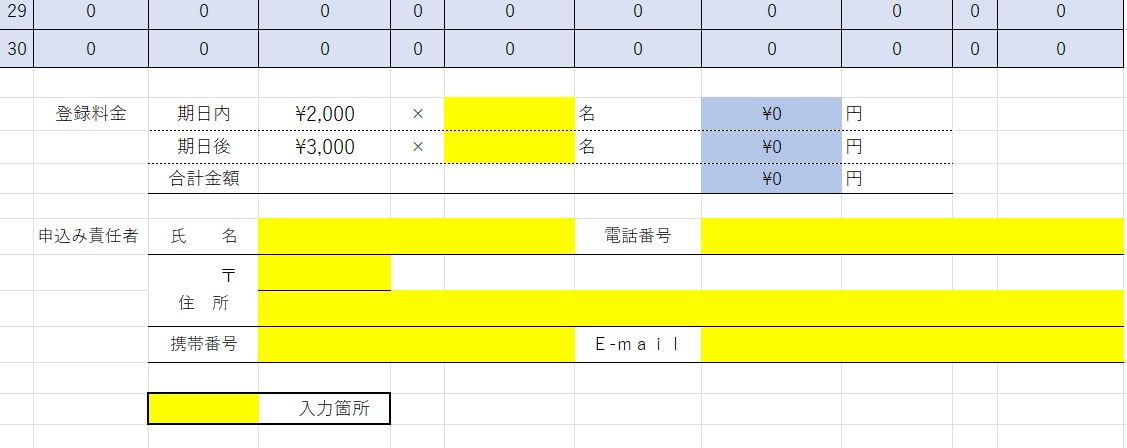 29 0 0 0 0 0 0 0 0 0 0
30 0 0 0 0 0 0 0 0 0 0
登録料金 期日内 ¥2,000 × 名 ¥0 円
期日後 ¥3,000 × 名 ¥0 円
合計金額 ¥0 円
申込み責任者 氏　名 電話番号
〒
住　所
携帯番号 Ｅ-ｍａｉｌ
入力箇所